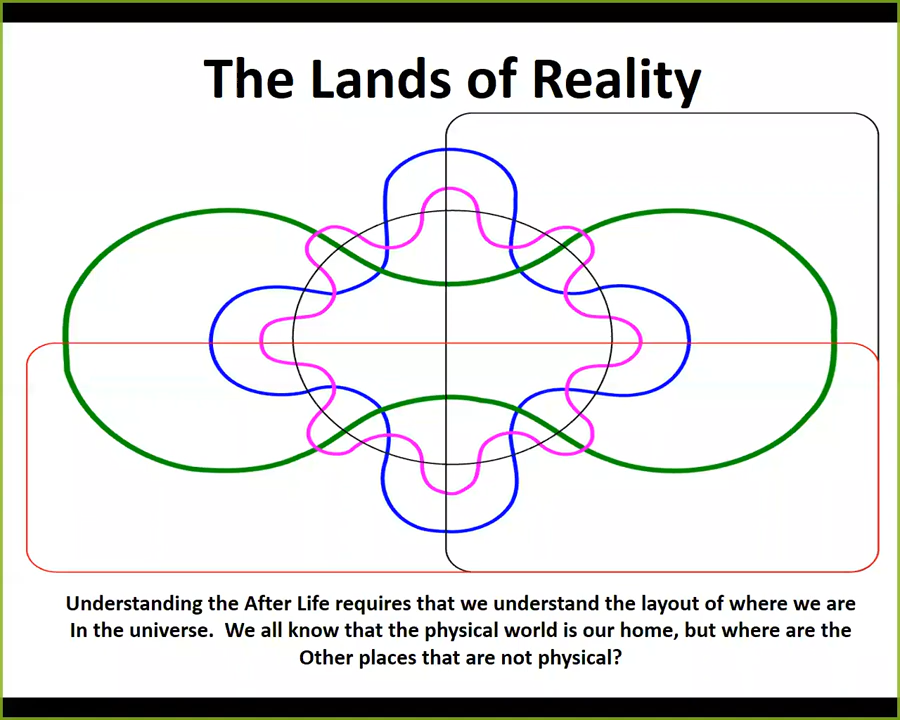 The Lands of Reality
Understanding the After Life requires that we understand the layout of where we are
In the universe.  We all know that the physical world is our home, but where are the
Other places that are not physical?